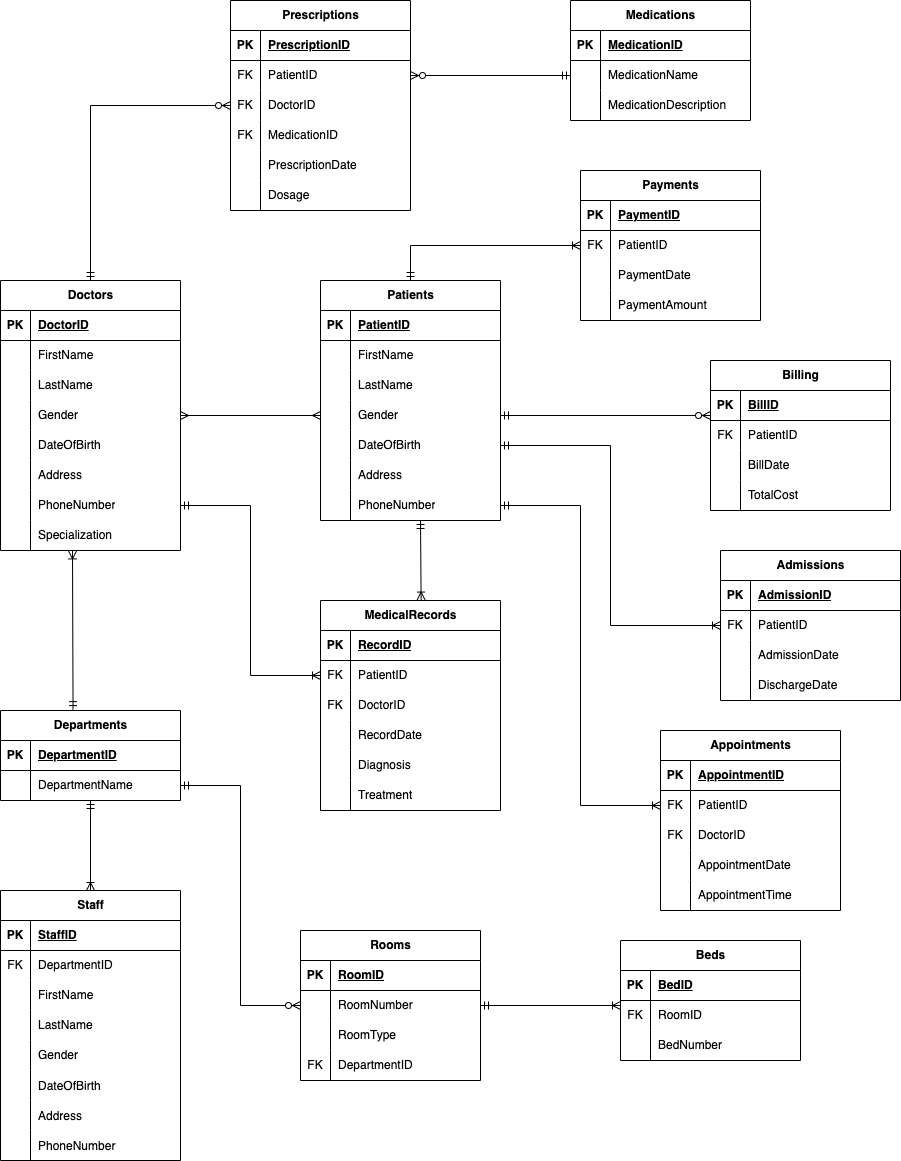 Prescriptions
PK PrescriptionID
FK PatientID
FK DoctorID
FK MedicationID
PrescriptionDate
Dosage
Medications
PK MedicationID
MedicationName
MedicationDescription
Payments
PK PaymentID
FK PatientID
PaymentDate
PaymentAmount
Doctors
PK DoctorID
FirstName
LastName
Gender
DateOfBirth
Address
PhoneNumber
Specialization
Patients
PK PatientID
FirstName
LastName
Gender
DateOfBirth
Address
PhoneNumber
Billing
PK BillID
FK PatientID
BillDate
TotalCost
Admissions
PK AdmissionID
FK PatientID
AdmissionDate
DischargeDate
MedicalRecords
PK RecordID
FK PatientID
FK DoctorID
RecordDate
Diagnosis
Treatment
Departments
PK DepartmentID
DepartmentName
Appointments
PK AppointmentID
FK PatientID
FK DoctorID
AppointmentDate
AppointmentTime
Staff
PK StaffID
FK DepartmentID
FirstName
LastName
Gender
DateOfBirth
Address
PhoneNumber
Rooms
PK RoomID
RoomNumber
RoomType
FK DepartmentID
Beds
PK BedID
FK RoomID
BedNumber